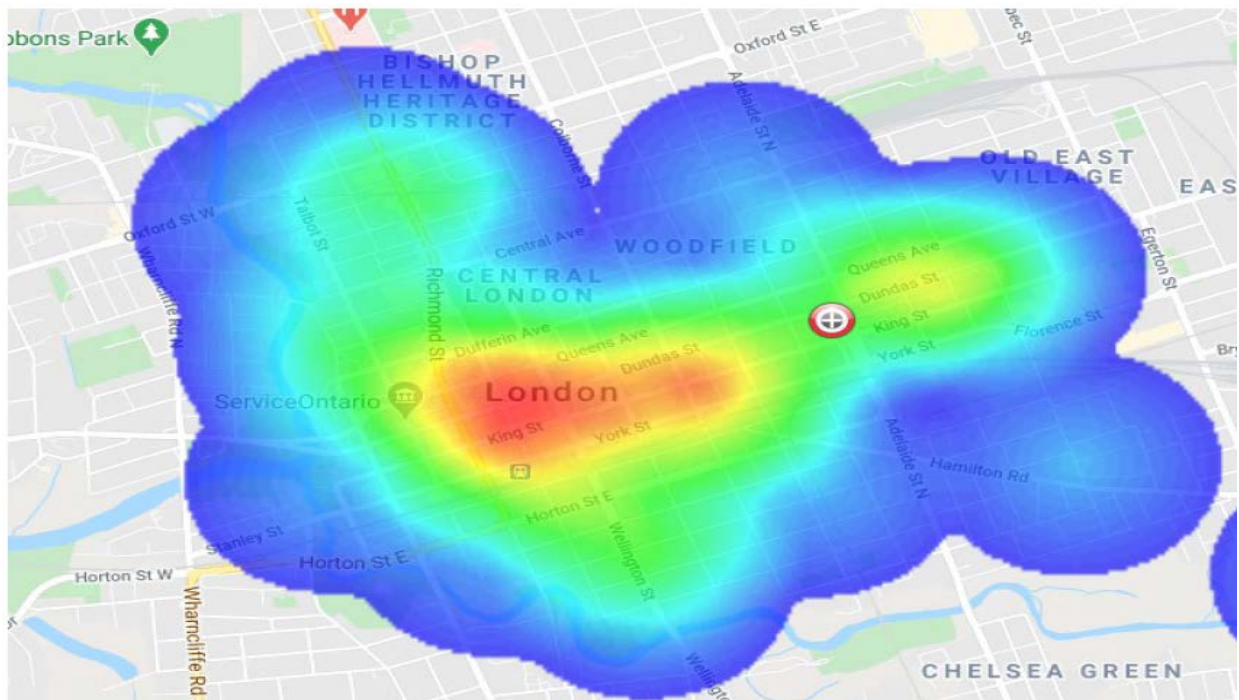 bbons Park
Oxford St E
BISHOP
HELLMUTH
HERITAGE
DISTRICT
Colborne St
Adelaide St N
OLD EAST
VILLAGE
EAS
Talbot St
Oxford St W
Central Ave
WOODFIELD
Wharncliffe Rd N
Richmond St
CENTRAL
LONDON
Queens Ave
Egerton St
Dundas St
King St
Florence St
Dufferin Ave
Queens Ave
Dundas St
York St
London
ServiceOntario
King St
York St
Hamilton Rd
Adelaide St N
Horton St E
Stanley St
Horton St E
Wellington St
Horton St W
Wharncliffe Rd
Wellington
CHELSEA GREEN